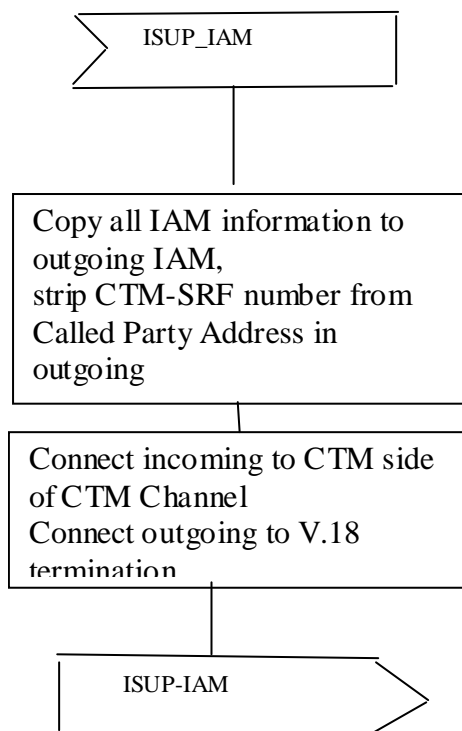 ISUP_IAM
Copy all IAM information to
outgoing IAM,
strip CTM-SRF number from
Called Party Address in
outgoing
Connect incoming to CTM side
of CTM Channel
Connect outgoing to V.18
termination
ISUP-IAM